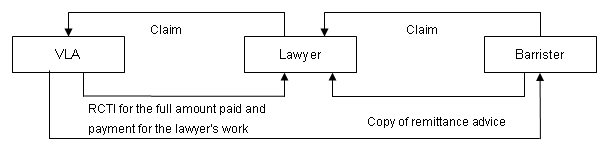 Claim
Claim
VLA
Lawyer
Barrister
RCTI for the full amount paid and
payment for the lawyer's work
Copy of remittance advice